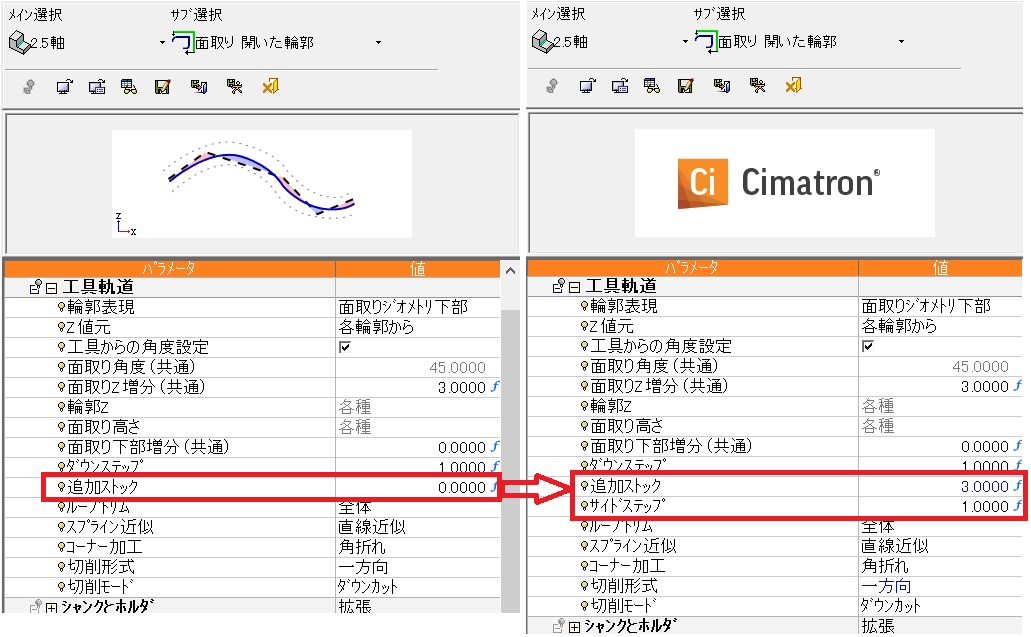 メイン選択 サブ選択
2.5軸 面取り 開いた輪郭
Z
X
パラメータ 値
工具軌道
輪郭表現 面取りジオメトリ下部
Z 値元 各輪郭から
工具からの角度設定
面取り角度 (共通) 45.0000
面取りZ 増分 (共通) 3.0000 f
輪郭Z 各種
面取り高さ 各種
面取り下部増分 (共通) 0.0000 f
ダウンステップ 1.0000 f
追加ストック 0.0000 f
ループトリム 全体
スプライン近似 直線近似
コーナー加工 角折れ
切削形式 一方向
切削モード ダウンカット
シャンクとホルダ 拡張
メイン選択 サブ選択
2.5軸 面取り 開いた輪郭
Ci Cimatron®
パラメータ 値
工具軌道
輪郭表現 面取りジオメトリ下部
Z 値元 各輪郭から
工具からの角度設定
面取り角度 (共通) 45.0000
面取りZ 増分 (共通) 3.0000 f
輪郭Z 各種
面取り高さ 各種
面取り下部増分 (共通) 0.0000 f
ダウンステップ 1.0000 f
追加ストック 3.0000 f
サイドステップ 1.0000 f
ループトリム 全体
スプライン近似 直線近似
コーナー加工 角折れ
切削形式 一方向
切削モード ダウンカット
シャンクとホルダ 拡張